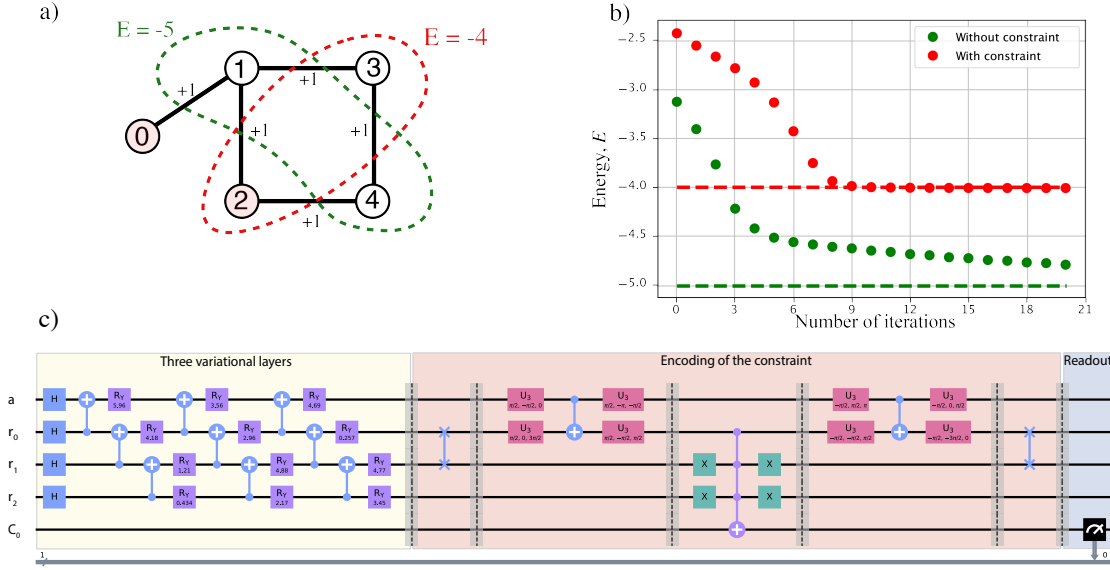 a)
E = -5
E = -4
1
3
+1
+1
0
+1
+1
2
4
+1
b)
Energy, E
−2.5
−3.0
−3.5
−4.0
−4.5
−5.0
Without constraint
With constraint
0 3 6 9 12 15 18 21
Number of iterations
c)
Three variational layers
Encoding of the constraint
Readout
a
H
RY 5,96
RY 3,56
RY 4,69
U3 π/2, −π/2, 0
U3 π/2, −π, −π/2
U3 −π/2, π/2, π
U3 −π/2, 0, π/2
r0
H
RY 4.18
RY 2.96
RY 0.257
U3 π/2, 0, 3π/2
U3 π/2, −π/2, π/2
U3 −π/2, −π/2, π/2
U3 −π/2, −3π/2, 0
r1
H
RY 1,21
RY 4,88
RY 4,77
X
X
r2
H
RY 0.434
RY 2.17
RY 3.45
X
X
C0
1
0